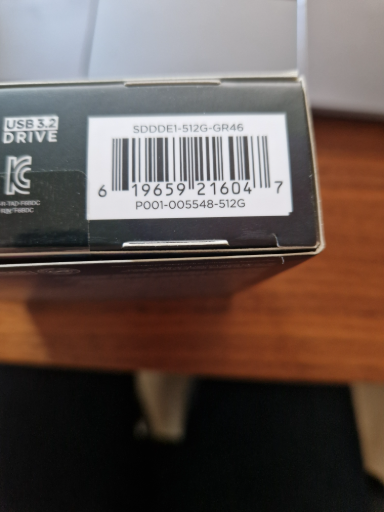 USB 3.2
DRIVE
SDDDE1-512G-GR46
6 19659 21604 7
P001-005548-512G